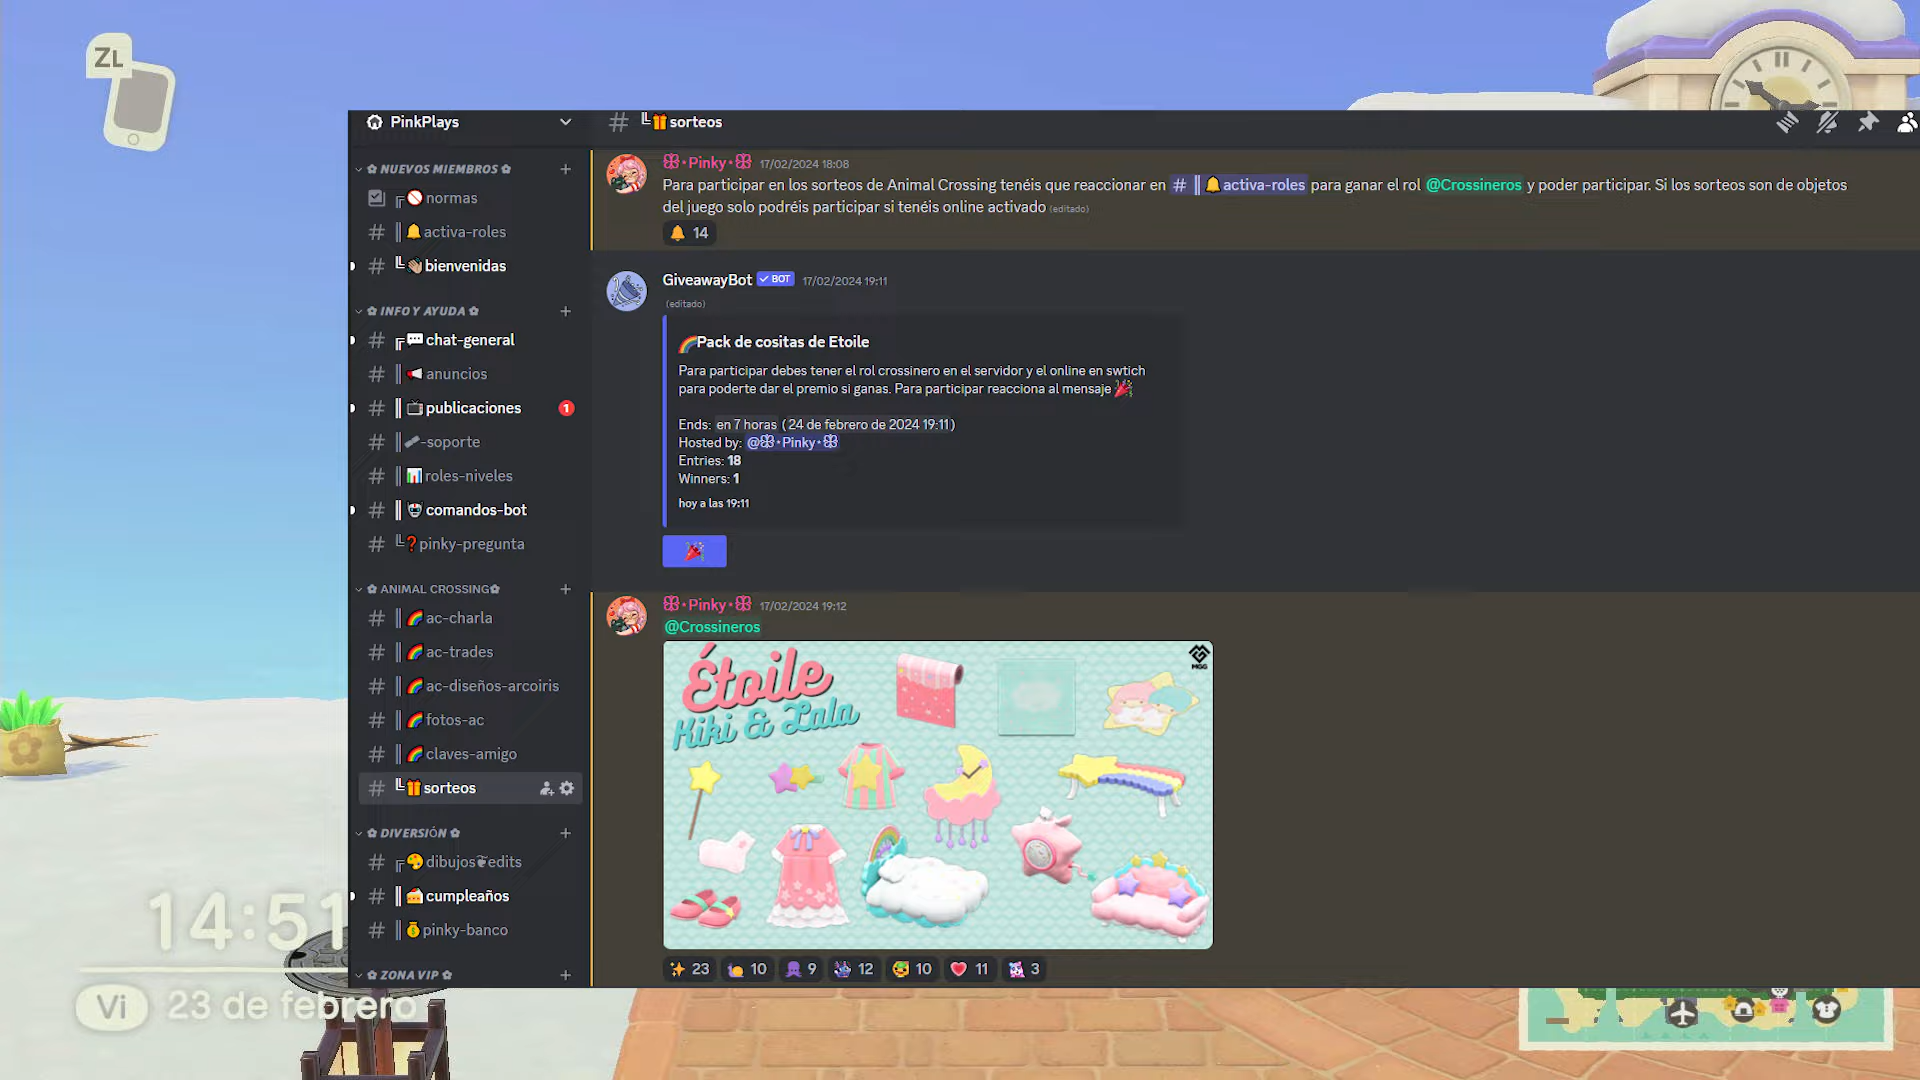 ZL
PinkPlays
NUEVOS MIEMBROS
normas
activa-roles
bienvenidas
INFO Y AYUDA
chat-general
anuncios
publicaciones 1
-soporte
roles-niveles
comandos-bot
pinky-pregunta
ANIMAL CROSSING
ac-charla
ac-trades
ac-diseños-arcoiris
fotos-ac
claves-amigo
sorteos
DIVERSIÓN
dibujos edits
cumpleaños
pinky-banco
ZONA VIP
# sorteos
Pinky 17/02/2024 18:08
Para participar en los sorteos de Animal Crossing tenéis que reaccionar en # activa-roles para ganar el rol @Crossineros y poder participar. Si los sorteos son de objetos
del juego solo podréis participar si tenéis online activado (editado)
14
GiveawayBot BOT 17/02/2024 19:11
(editado)
Pack de cositas de Etoile
Para participar debes tener el rol crossinero en el servidor y el online en swtich
para poderte dar el premio si ganas. Para participar reacciona al mensaje
Ends: en 7 horas (24 de febrero de 2024 19:11)
Hosted by: @Pinky
Entries: 18
Winners: 1
hoy a las 19:11
Pinky 17/02/2024 19:12
@Crossineros
Étoile
Kiki & Lala
MGG
23 10 9 12 10 11 3
14:51
Vi 23 de febrero